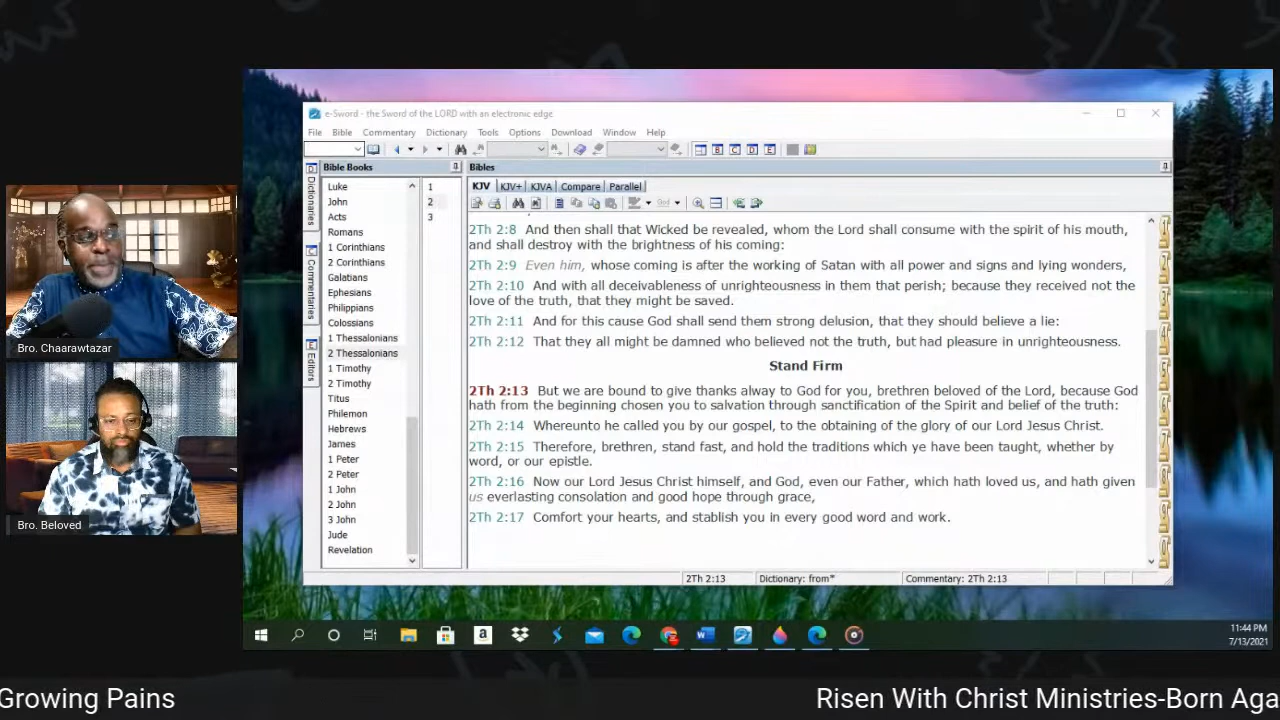 e-Sword - the Sword of the LORD with an electronic edge
File Bible Commentary Dictionary Tools Options Download Window Help
B C D E
Bible Books
Bibles
Dictionaries
Commentaries
Editors
Luke
John
Acts
Romans
1 Corinthians
2 Corinthians
Galatians
Ephesians
Philippians
Colossians
1 Thessalonians
2 Thessalonians
1 Timothy
2 Timothy
Titus
Philemon
Hebrews
James
1 Peter
2 Peter
1 John
2 John
3 John
Jude
Revelation
1
2
3
KJV KJV+ KJVA Compare Parallel
2Th 2:8 And then shall that Wicked be revealed, whom the Lord shall consume with the spirit of his mouth,
and shall destroy with the brightness of his coming:
2Th 2:9 Even him, whose coming is after the working of Satan with all power and signs and lying wonders,
2Th 2:10 And with all deceivableness of unrighteousness in them that perish; because they received not the
love of the truth, that they might be saved.
2Th 2:11 And for this cause God shall send them strong delusion, that they should believe a lie:
2Th 2:12 That they all might be damned who believed not the truth, but had pleasure in unrighteousness.
Stand Firm
2Th 2:13 But we are bound to give thanks alway to God for you, brethren beloved of the Lord, because God
hath from the beginning chosen you to salvation through sanctification of the Spirit and belief of the truth:
2Th 2:14 Whereunto he called you by our gospel, to the obtaining of the glory of our Lord Jesus Christ.
2Th 2:15 Therefore, brethren, stand fast, and hold the traditions which ye have been taught, whether by
word, or our epistle.
2Th 2:16 Now our Lord Jesus Christ himself, and God, even our Father, which hath loved us, and hath given
us everlasting consolation and good hope through grace,
2Th 2:17 Comfort your hearts, and stablish you in every good word and work.
2Th 2:13 Dictionary: from* Commentary: 2Th 2:13
Bro. Chaarawtazar
Bro. Beloved
11:44 PM
7/13/2021
Growing Pains
Risen With Christ Ministries-Born Aga